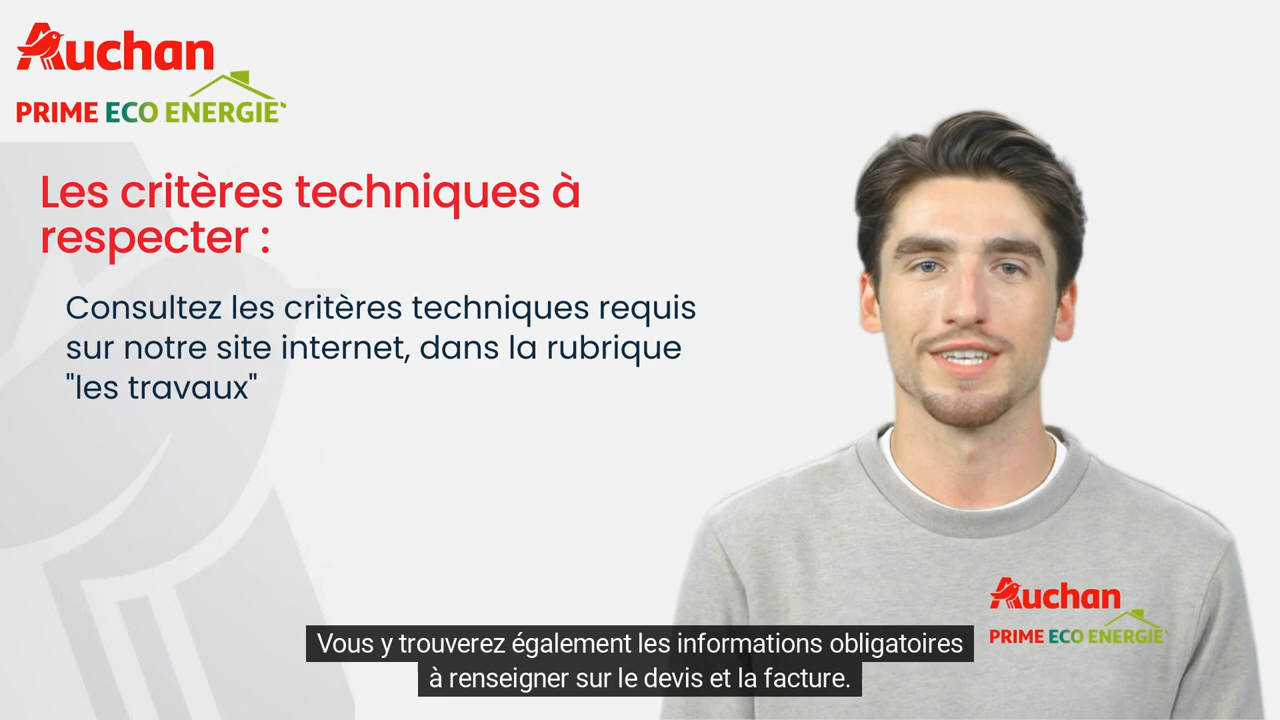 Auchan
PRIME ECO ENERGIE
Les critères techniques à
respecter :
Consultez les critères techniques requis
sur notre site internet, dans la rubrique
"les travaux"
Auchan
PRIME ECO ENERGIE
Vous y trouverez également les informations obligatoires
à renseigner sur le devis et la facture.